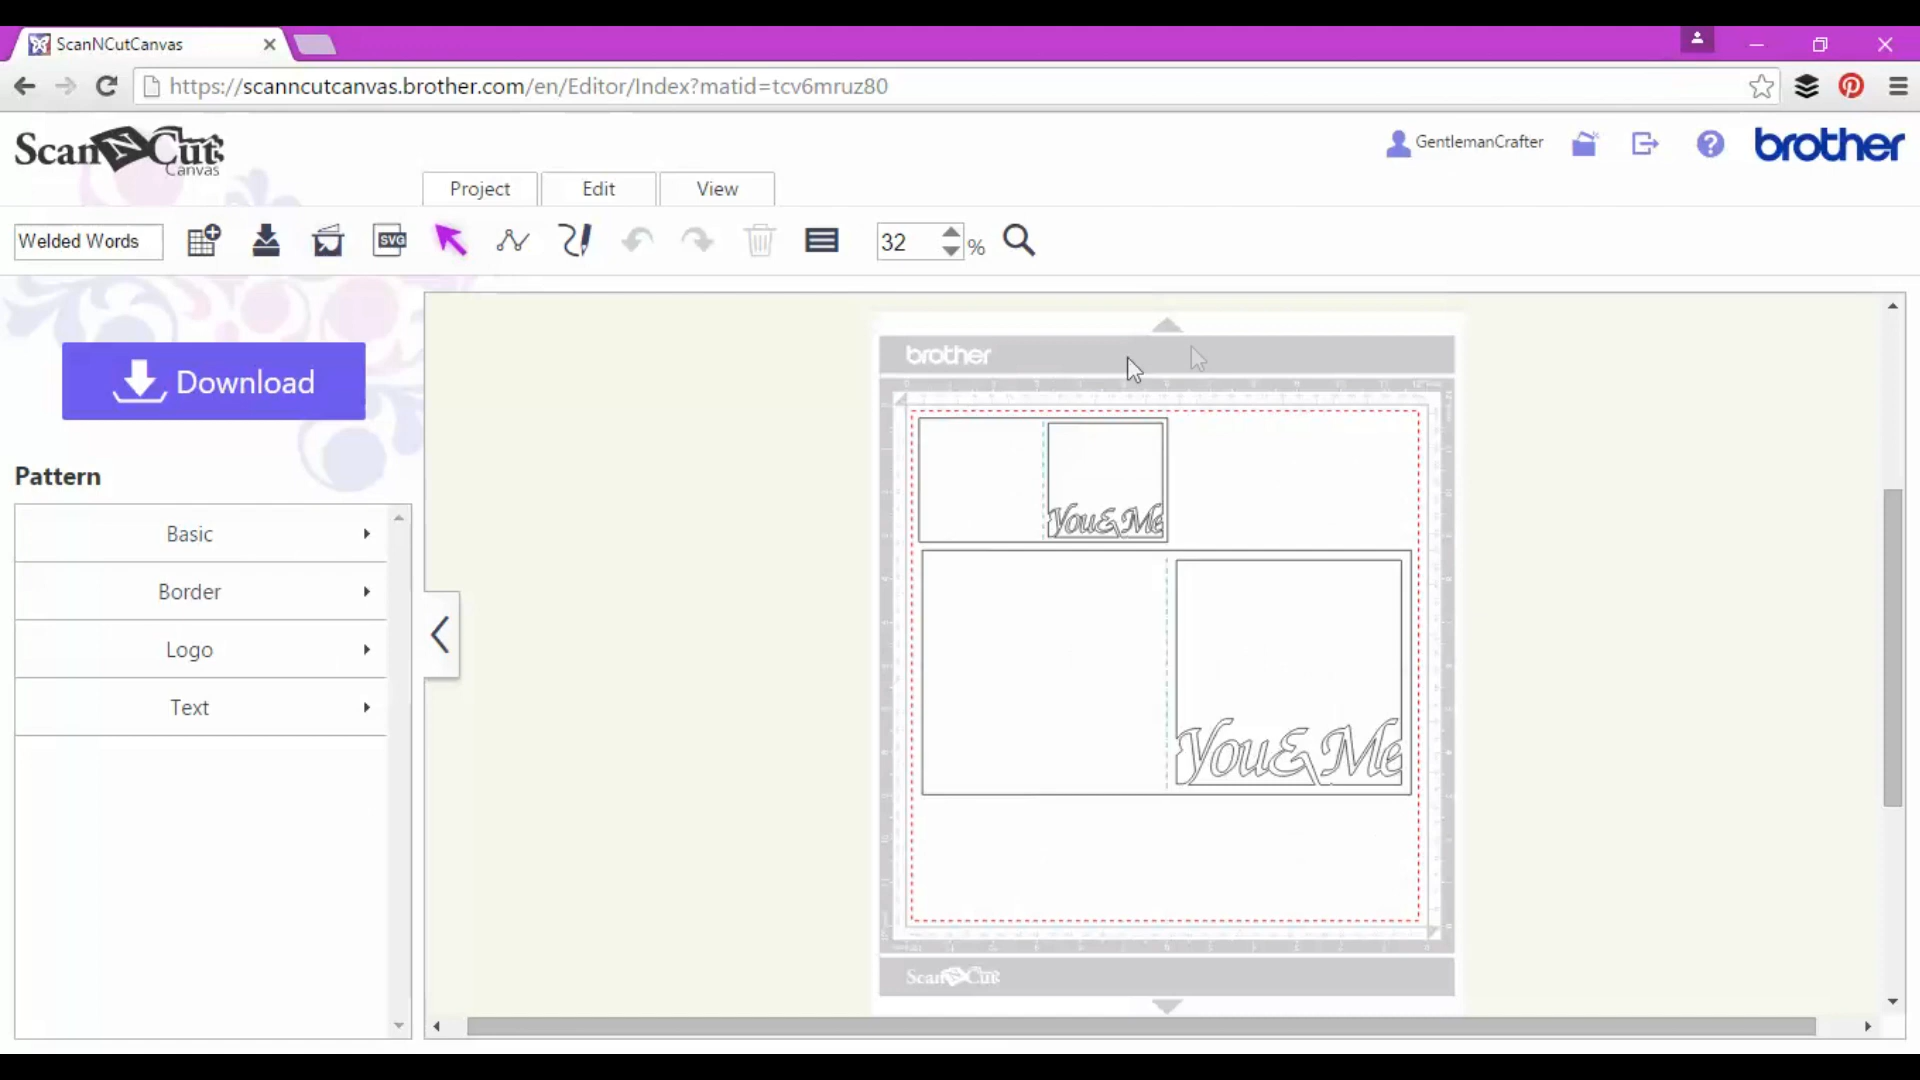 ScanNCutCanvas
https://scanncutcanvas.brother.com/en/Editor/Index?matid=tcv6mruz80
ScanNCut
Canvas
GentlemanCrafter
brother
Project
Edit
View
Welded Words
SVG
32
%
Download
Pattern
Basic
Border
Logo
Text
brother
You&Me
You&Me
ScanNCut